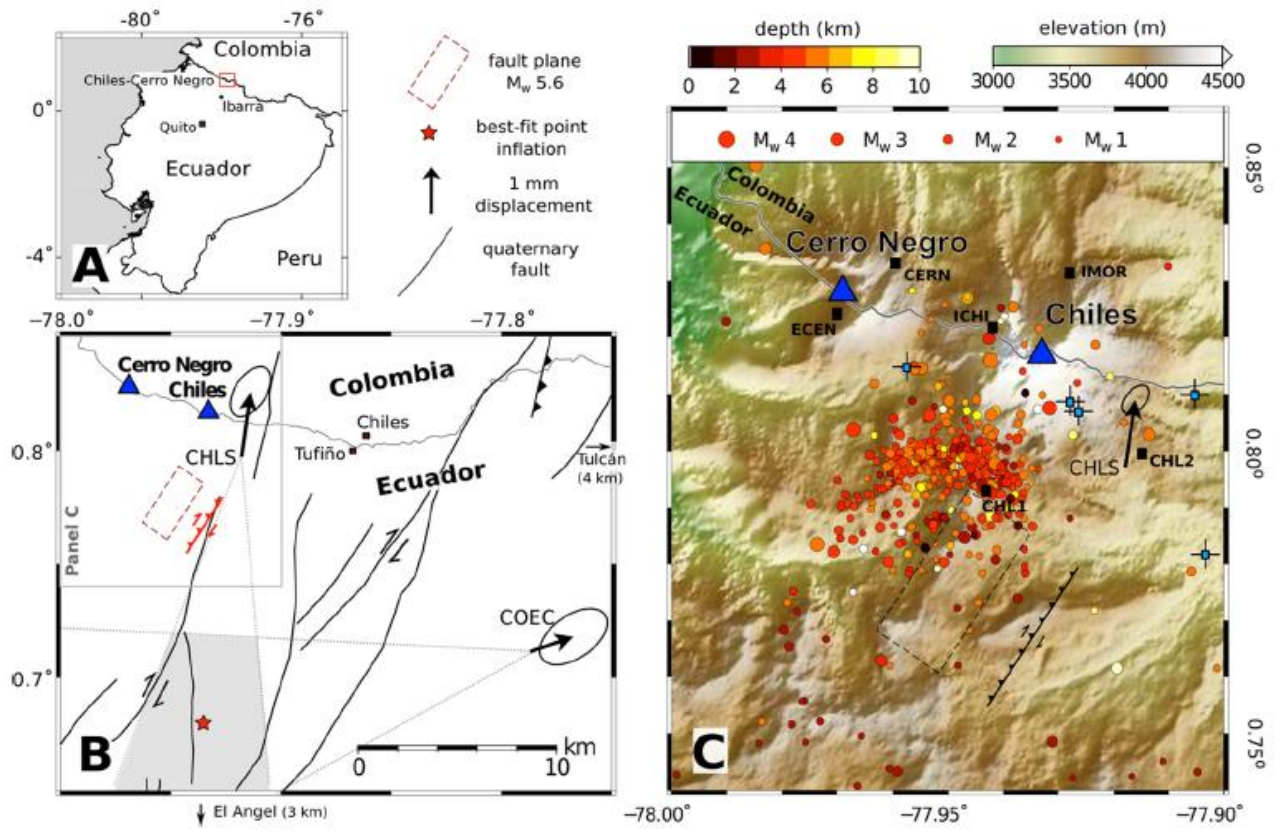 -80° -76°
Colombia
Chiles-Cerro Negro
Ibarra
0°
Quito
Ecuador
-4°
A
Peru
fault plane
Mw 5.6
best-fit point
inflation
1 mm
displacement
quaternary
fault
−78.0° −77.9° −77.8°
Cerro Negro
Chiles
Colombia
Chiles
Tufiño
0.8°
CHLS
Ecuador
Tulcán
(4 km)
Panel C
COEC
0.7°
B
km
0 10
El Angel (3 km)
depth (km) elevation (m)
0 2 4 6 8 10 3000 3500 4000 4500
Mw 4 Mw 3 Mw 2 Mw 1
0.85°
Colombia
Ecuador
Cerro Negro
CERN
IMOR
ECEN
ICHI
Chiles
0.80°
CHLS
CHL2
CHL1
C
0.75°
−78.00 −77.95 −77.90